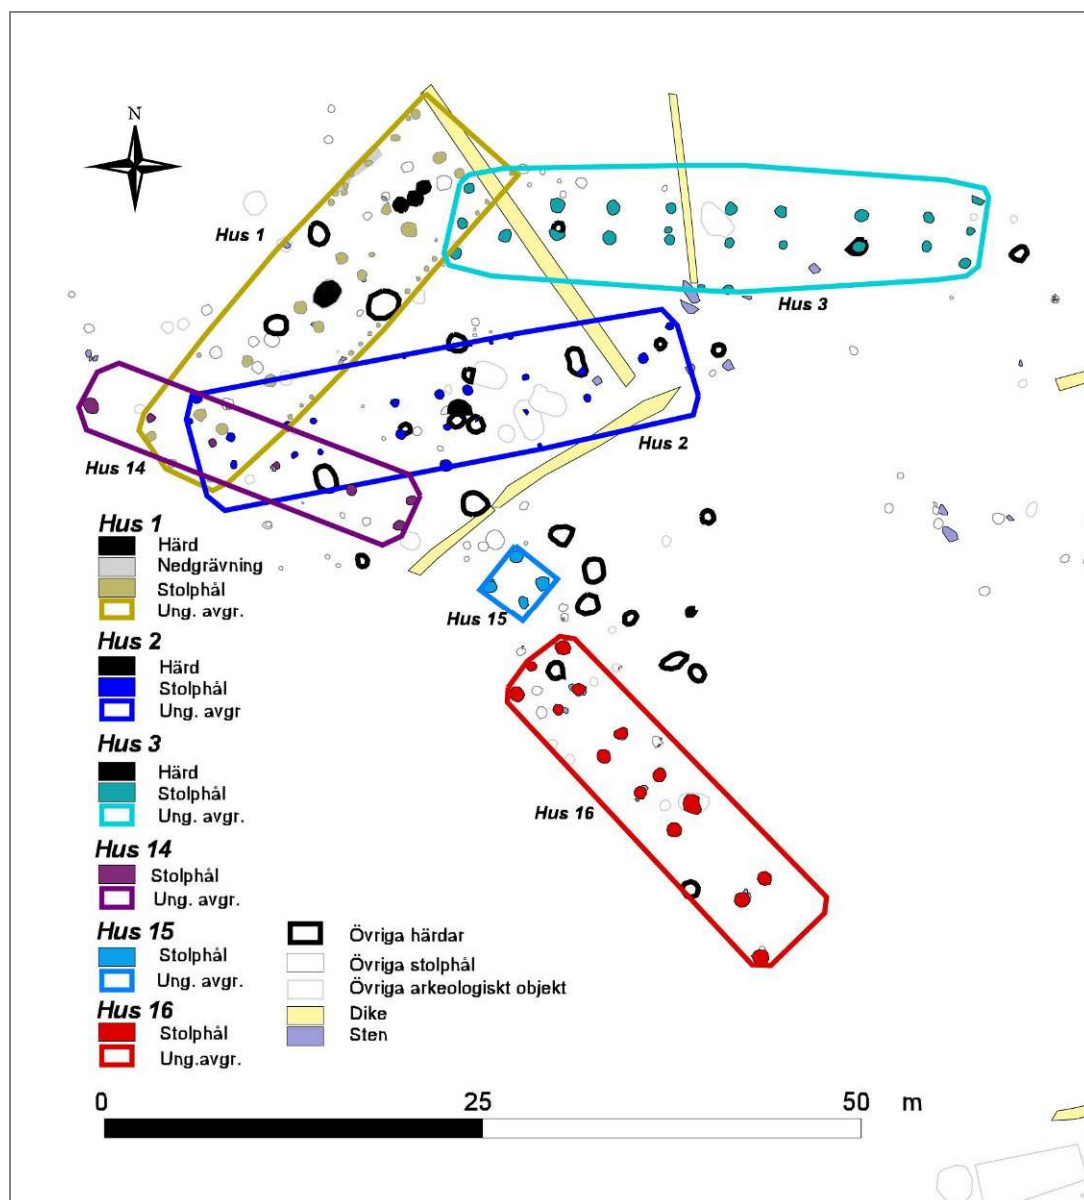 N
Hus 1
Hus 3
Hus 2
Hus 14
Hus 15
Hus 16
Hus 1
Härd
Nedgrävning
Stolphål
Ung. avgr.
Hus 2
Härd
Stolphål
Ung. avgr
Hus 3
Härd
Stolphål
Ung. avgr.
Hus 14
Stolphål
Ung. avgr.
Hus 15
Stolphål
Ung. avgr.
Hus 16
Stolphål
Ung.avgr.
Övriga härdar
Övriga stolphål
Övriga arkeologiskt objekt
Dike
Sten
0 25 50 m